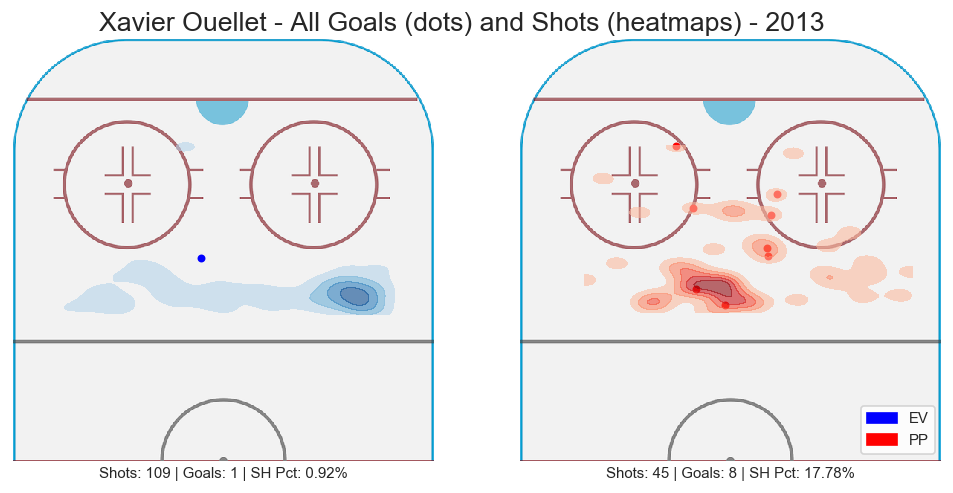 Xavier Ouellet - All Goals (dots) and Shots (heatmaps) - 2013
EV
PP
Shots: 109 | Goals: 1 | SH Pct: 0.92%
Shots: 45 | Goals: 8 | SH Pct: 17.78%